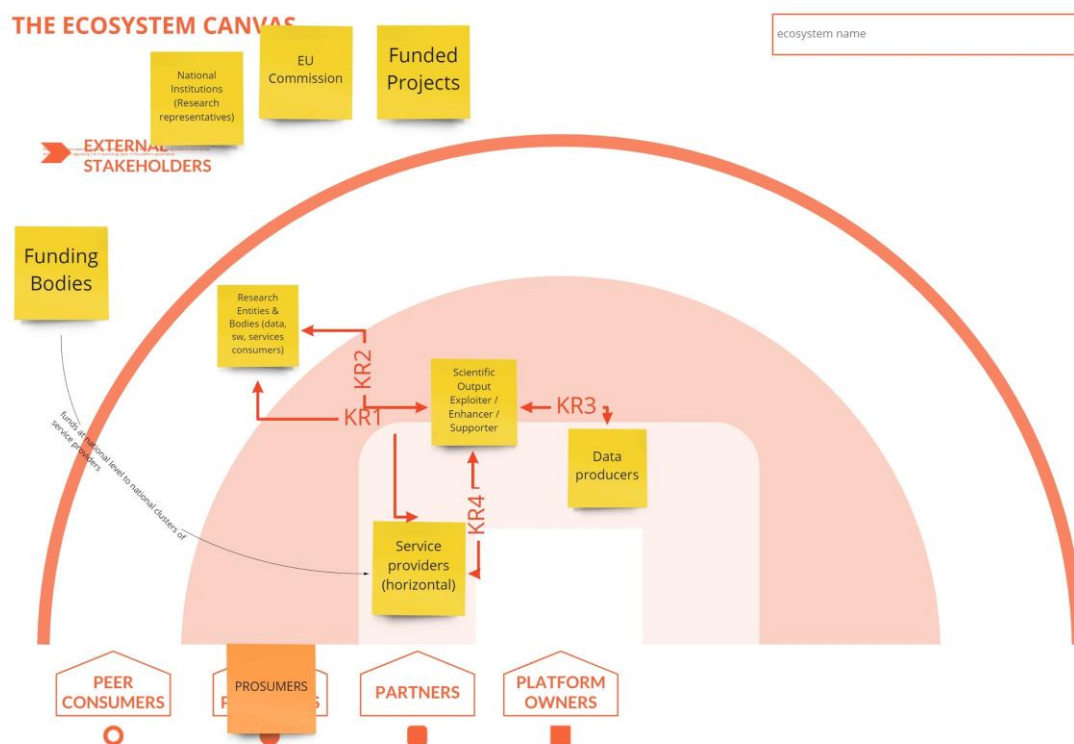 THE ECOSYSTEM CANVAS
ecosystem name
National
Institutions
(Research
representatives)
EU
Commission
Funded
Projects
EXTERNAL
STAKEHOLDERS
Funding
Bodies
Research
Entities &
Bodies (data,
sw, services
consumers)
KR2
KR1
Scientific
Output
Exploiter /
Enhancer /
Supporter
KR3
Data
producers
KR4
funds at national level to national clusters of
service providers
Service
providers
(horizontal)
PEER
CONSUMERS
PROSUMERS
PARTNERS
PLATFORM
OWNERS